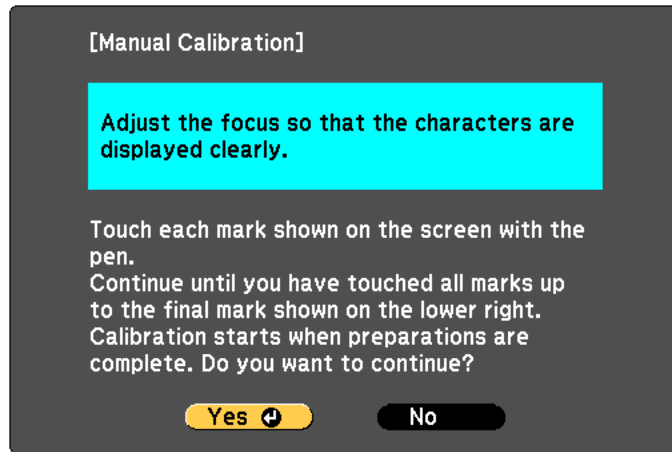 [Manual Calibration]
Adjust the focus so that the characters are
displayed clearly.
Touch each mark shown on the screen with the
pen.
Continue until you have touched all marks up
to the final mark shown on the lower right.
Calibration starts when preparations are
complete. Do you want to continue?
Yes No